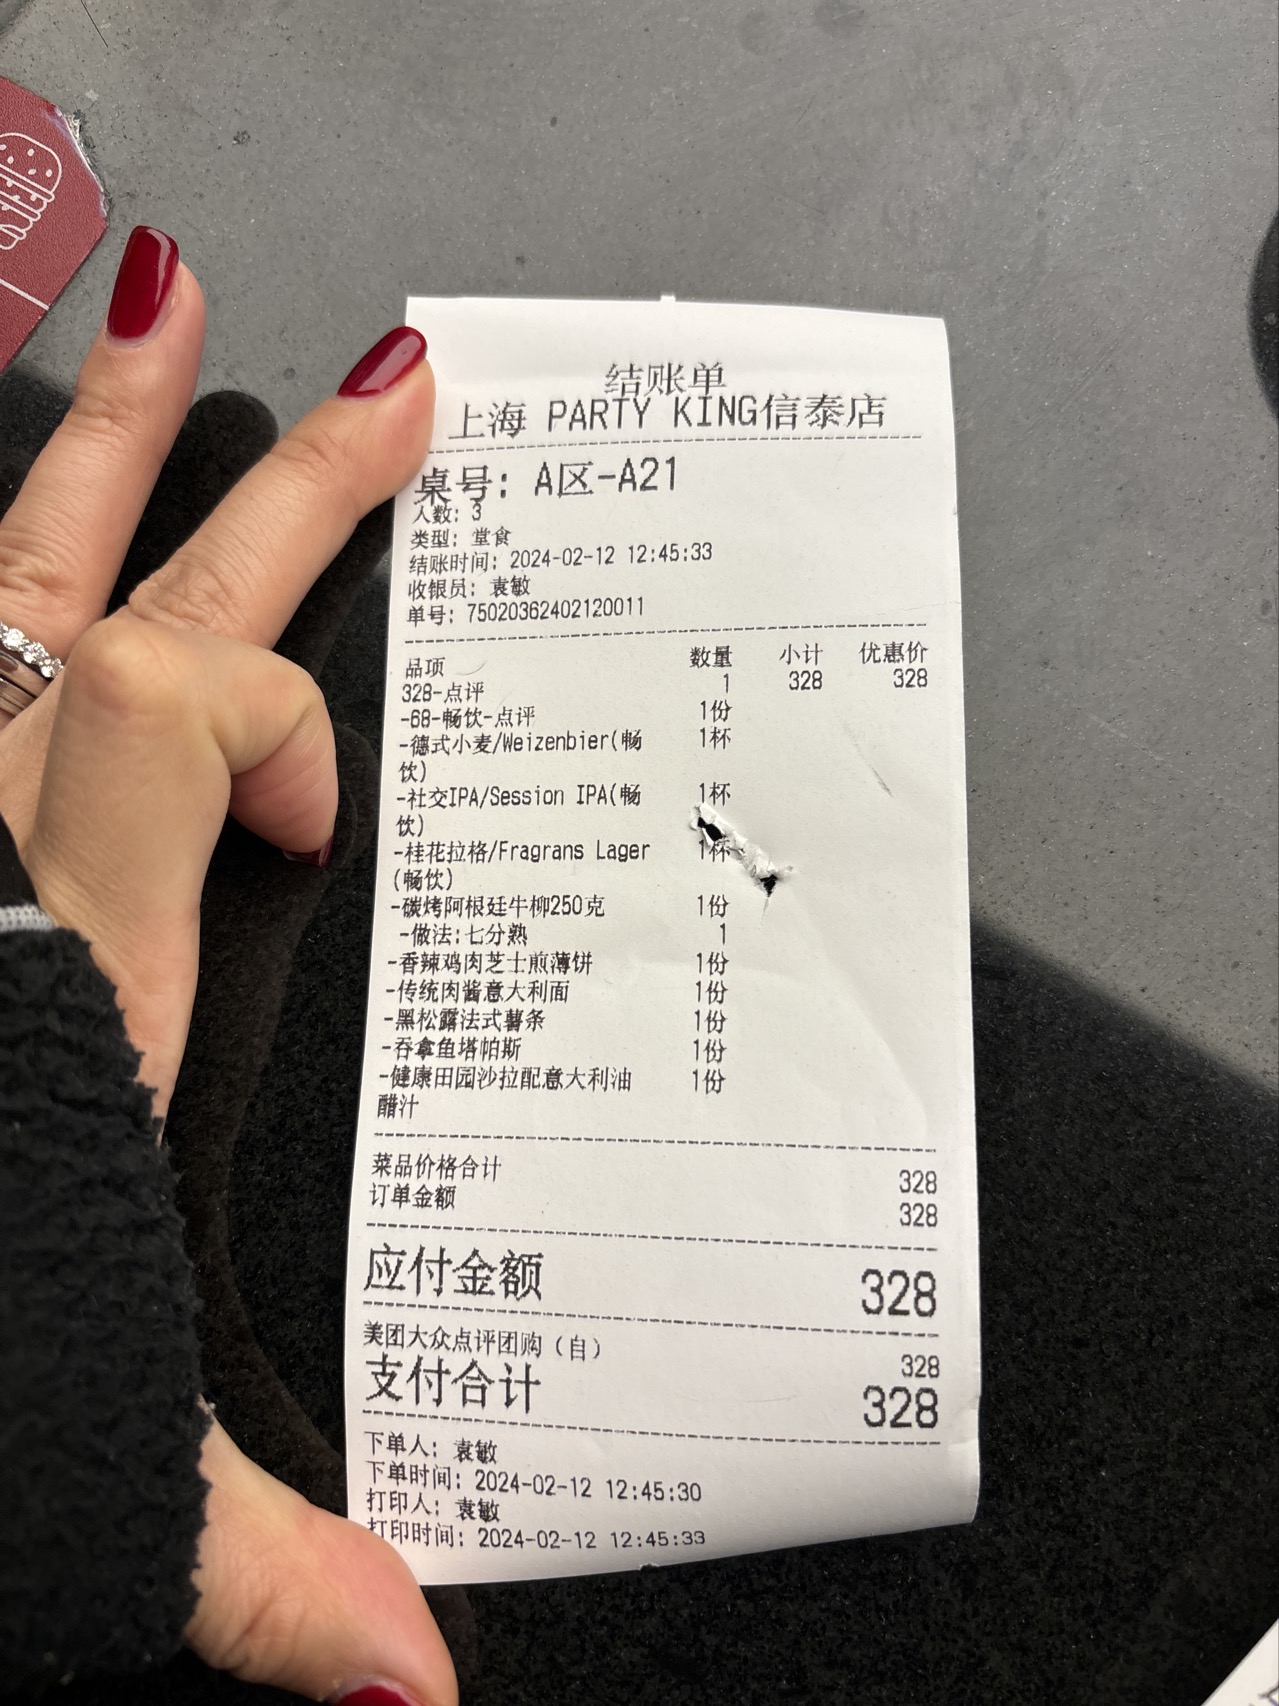 结账单
上海 PARTY KING信泰店
桌号: A区-A21
人数: 3
类型: 堂食
结账时间: 2024-02-12 12:45:33
收银员: 袁敏
单号: 75020362402120011
品项 数量 小计 优惠价
328-点评 1 328 328
-68-畅饮-点评 1份
-德式小麦/Weizenbier(畅 1杯
饮)
-社交IPA/Session IPA(畅 1杯
饮)
-桂花拉格/Fragrans Lager 1杯
(畅饮)
-碳烤阿根廷牛柳250克 1份
-做法:七分熟 1
-香辣鸡肉芝士煎薄饼 1份
-传统肉酱意大利面 1份
-黑松露法式薯条 1份
-吞拿鱼塔帕斯 1份
-健康田园沙拉配意大利油 1份
醋汁
菜品价格合计 328
订单金额 328
应付金额 328
美团大众点评团购(自) 328
支付合计 328
下单人: 袁敏
下单时间: 2024-02-12 12:45:30
打印人: 袁敏
打印时间: 2024-02-12 12:45:33